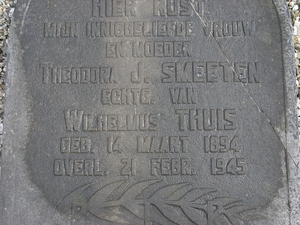 HIER RUST
MIJN INNIGGELIEFDE VROUW
EN MOEDER
THEODORA J. SMEETEN
ECHTG. VAN
WILHELMUS THIJS
GEB. 14 MAART 1894
OVERL. 21 FEBR. 1945